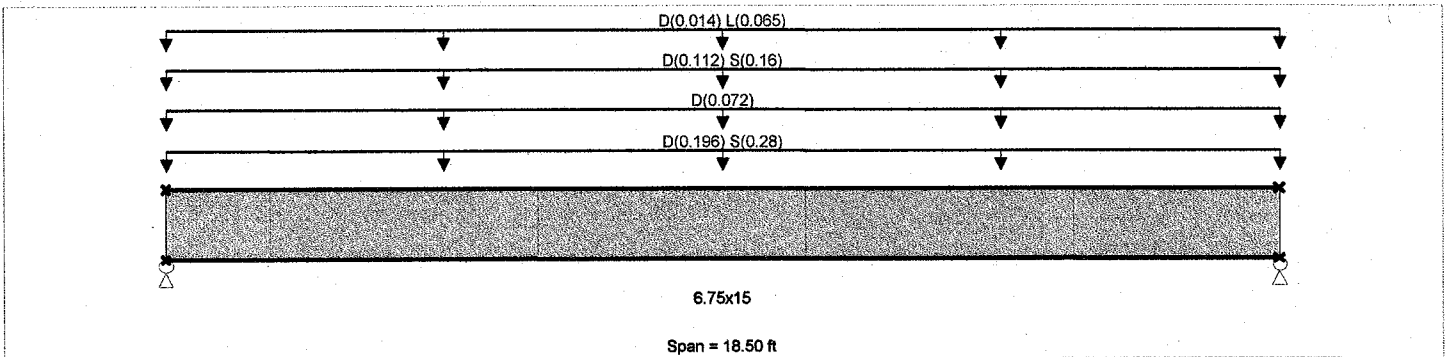 D(0.014) L(0.065)
D(0.112) S(0.16)
D(0.072)
D(0.196) S(0.28)
6.75x15
Span = 18.50 ft